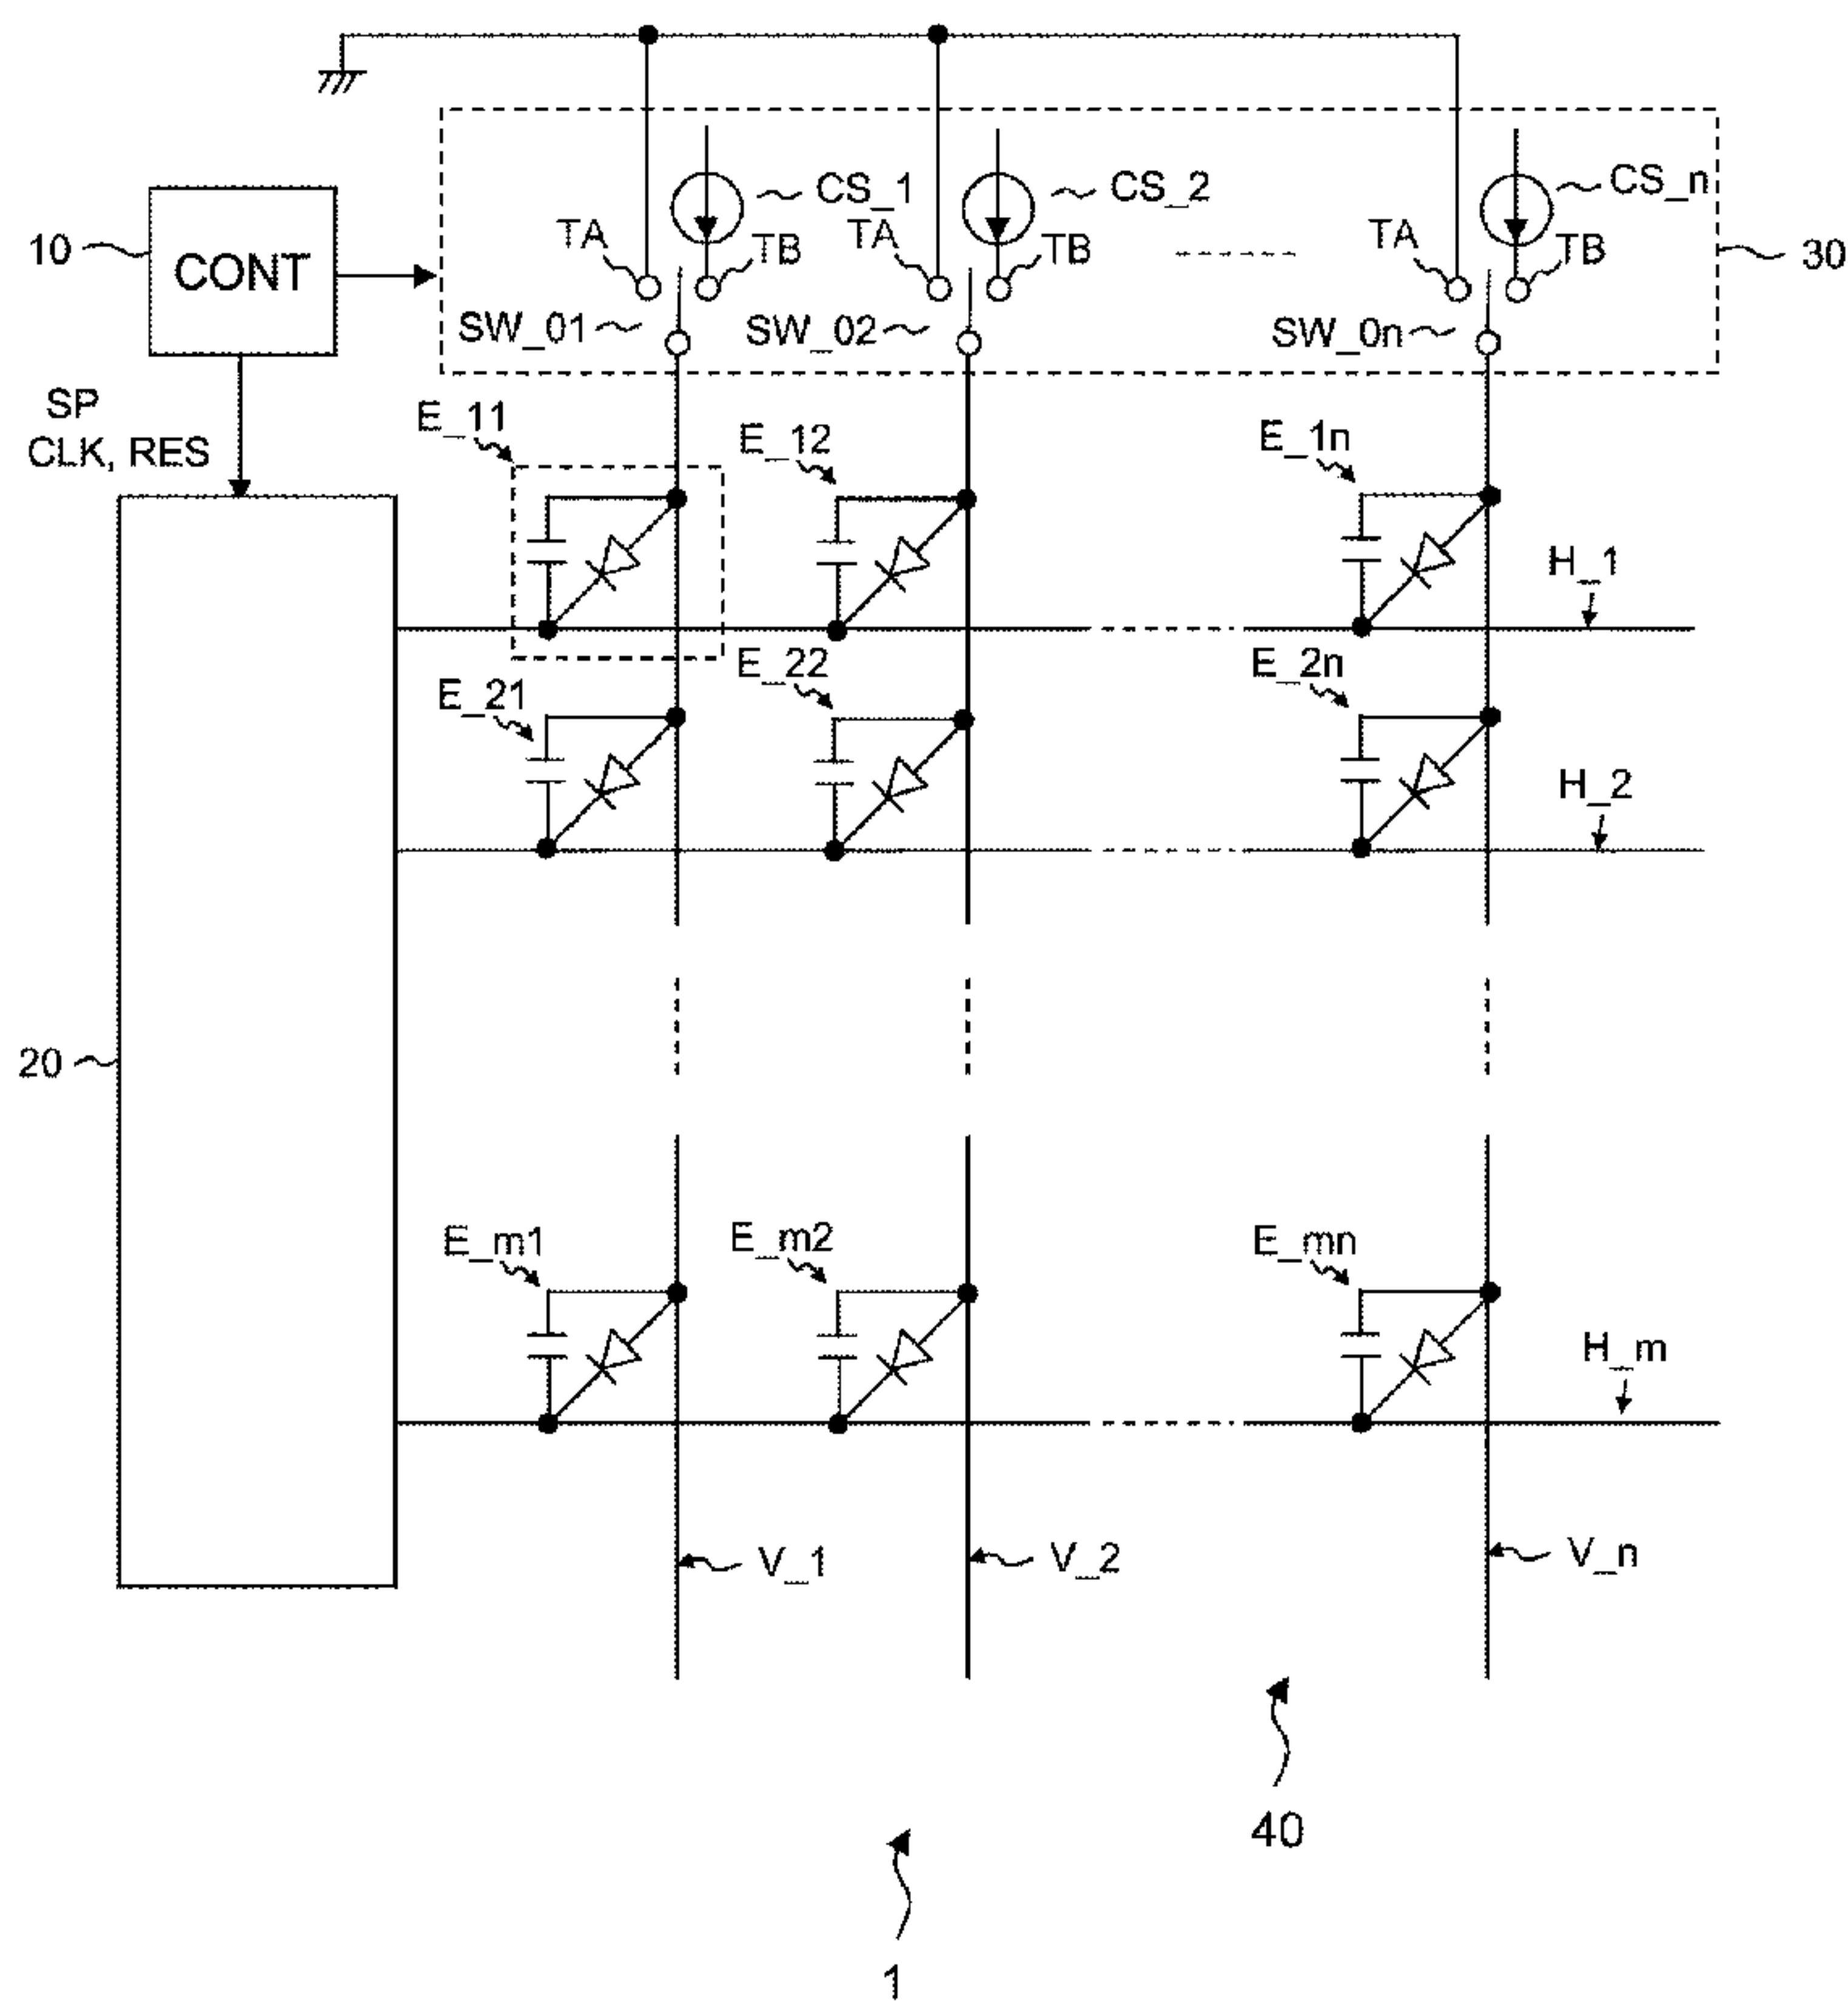 CS_1
CS_2
CS_n
TA
TB
TA
TB
TA
TB
30
10
CONT
SW_01
SW_02
SW_0n
SP
CLK, RES
E_11
E_12
E_1n
H_1
E_21
E_22
E_2n
H_2
20
E_m1
E_m2
E_mn
H_m
V_1
V_2
V_n
40
1